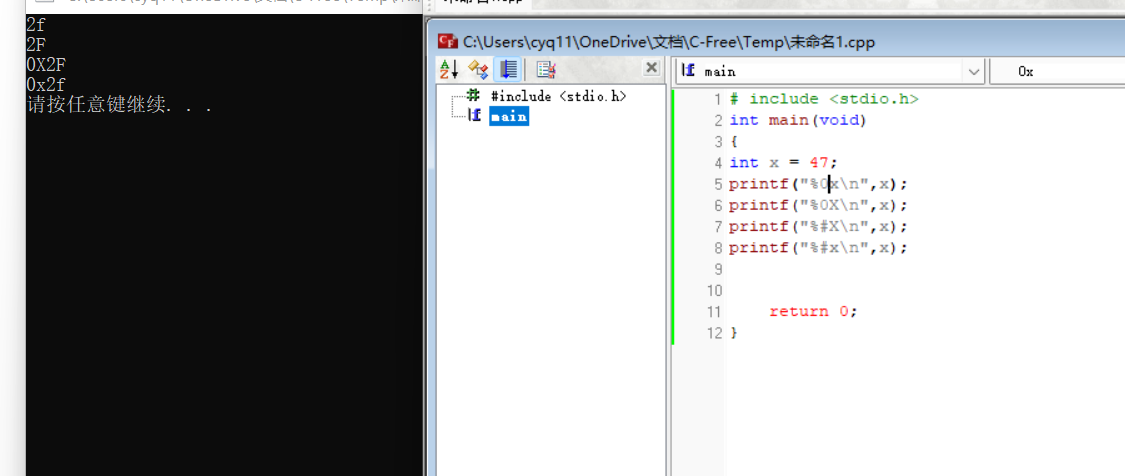 2f
2F
0X2F
0x2f
请按任意键继续. . .
C:\Users\cyq11\OneDrive\文档\C-Free\Temp\未命名1.cpp
#include <stdio.h>
main
main
0x
1 # include <stdio.h>
2 int main(void)
3 {
4 int x = 47;
5 printf("%0x\n",x);
6 printf("%0X\n",x);
7 printf("%#X\n",x);
8 printf("%#x\n",x);
9
10
11 return 0;
12 }